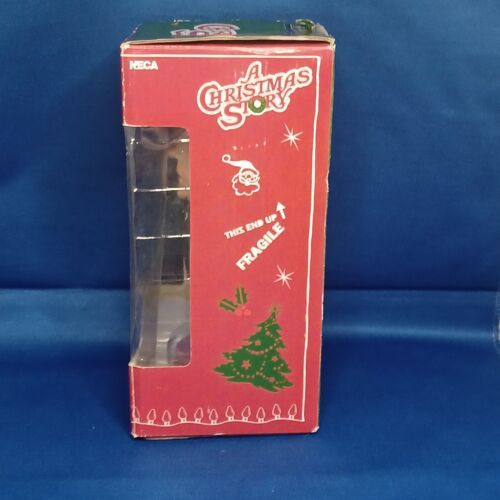 NECA
A
CHRISTMAS
STORY
THIS END UP
FRAGILE